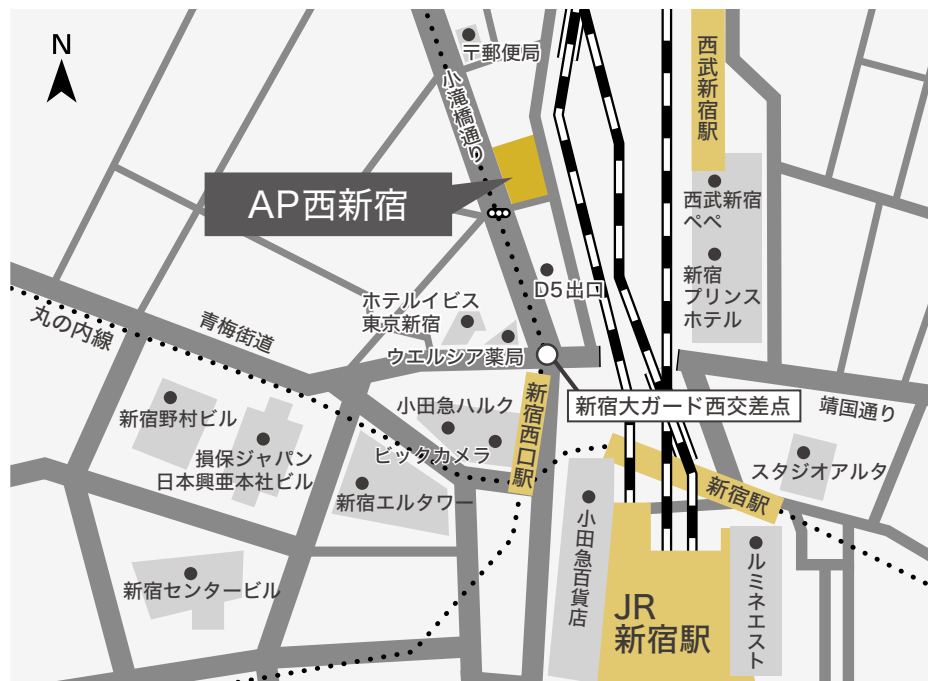 N
〒郵便局
小滝橋通り
西武新宿駅
AP西新宿
西武新宿
ぺぺ
新宿
プリンス
ホテル
D5出口
ホテルイビス
東京新宿
ウエルシア薬局
丸の内線
青梅街道
新宿大ガード西交差点
靖国通り
新宿野村ビル
小田急ハルク
新宿西口駅
ビックカメラ
損保ジャパン
日本興亜本社ビル
新宿エルタワー
スタジオアルタ
新宿駅
小田急百貨店
新宿センタービル
JR
新宿駅
ルミネエスト